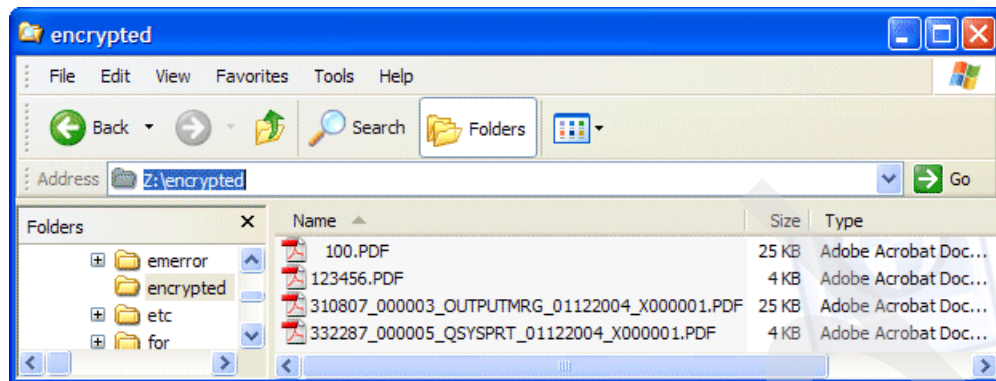 encrypted
File Edit View Favorites Tools Help
Back Search Folders
Address Z:\encrypted Go
Folders X Name Size Type
emerror 100.PDF 25 KB Adobe Acrobat Doc...
encrypted 123456.PDF 4 KB Adobe Acrobat Doc...
etc 310807_000003_OUTPUTMRG_01122004_X000001.PDF 25 KB Adobe Acrobat Doc...
for 332287_000005_QSYSPRT_01122004_X000001.PDF 4 KB Adobe Acrobat Doc...